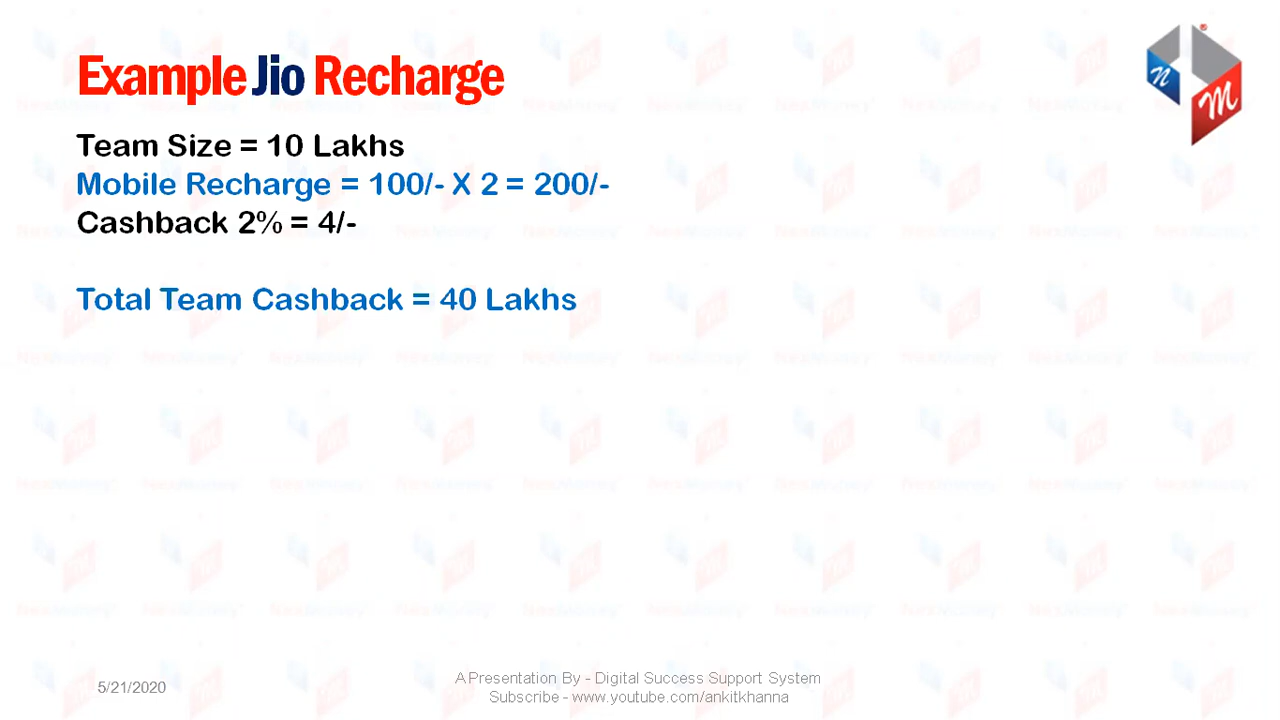 Example Jio Recharge
Team Size = 10 Lakhs
Mobile Recharge = 100/- X 2 = 200/-
Cashback 2% = 4/-
Total Team Cashback = 40 Lakhs
5/21/2020
A Presentation By - Digital Success Support System
Subscribe - www.youtube.com/ankitkhanna